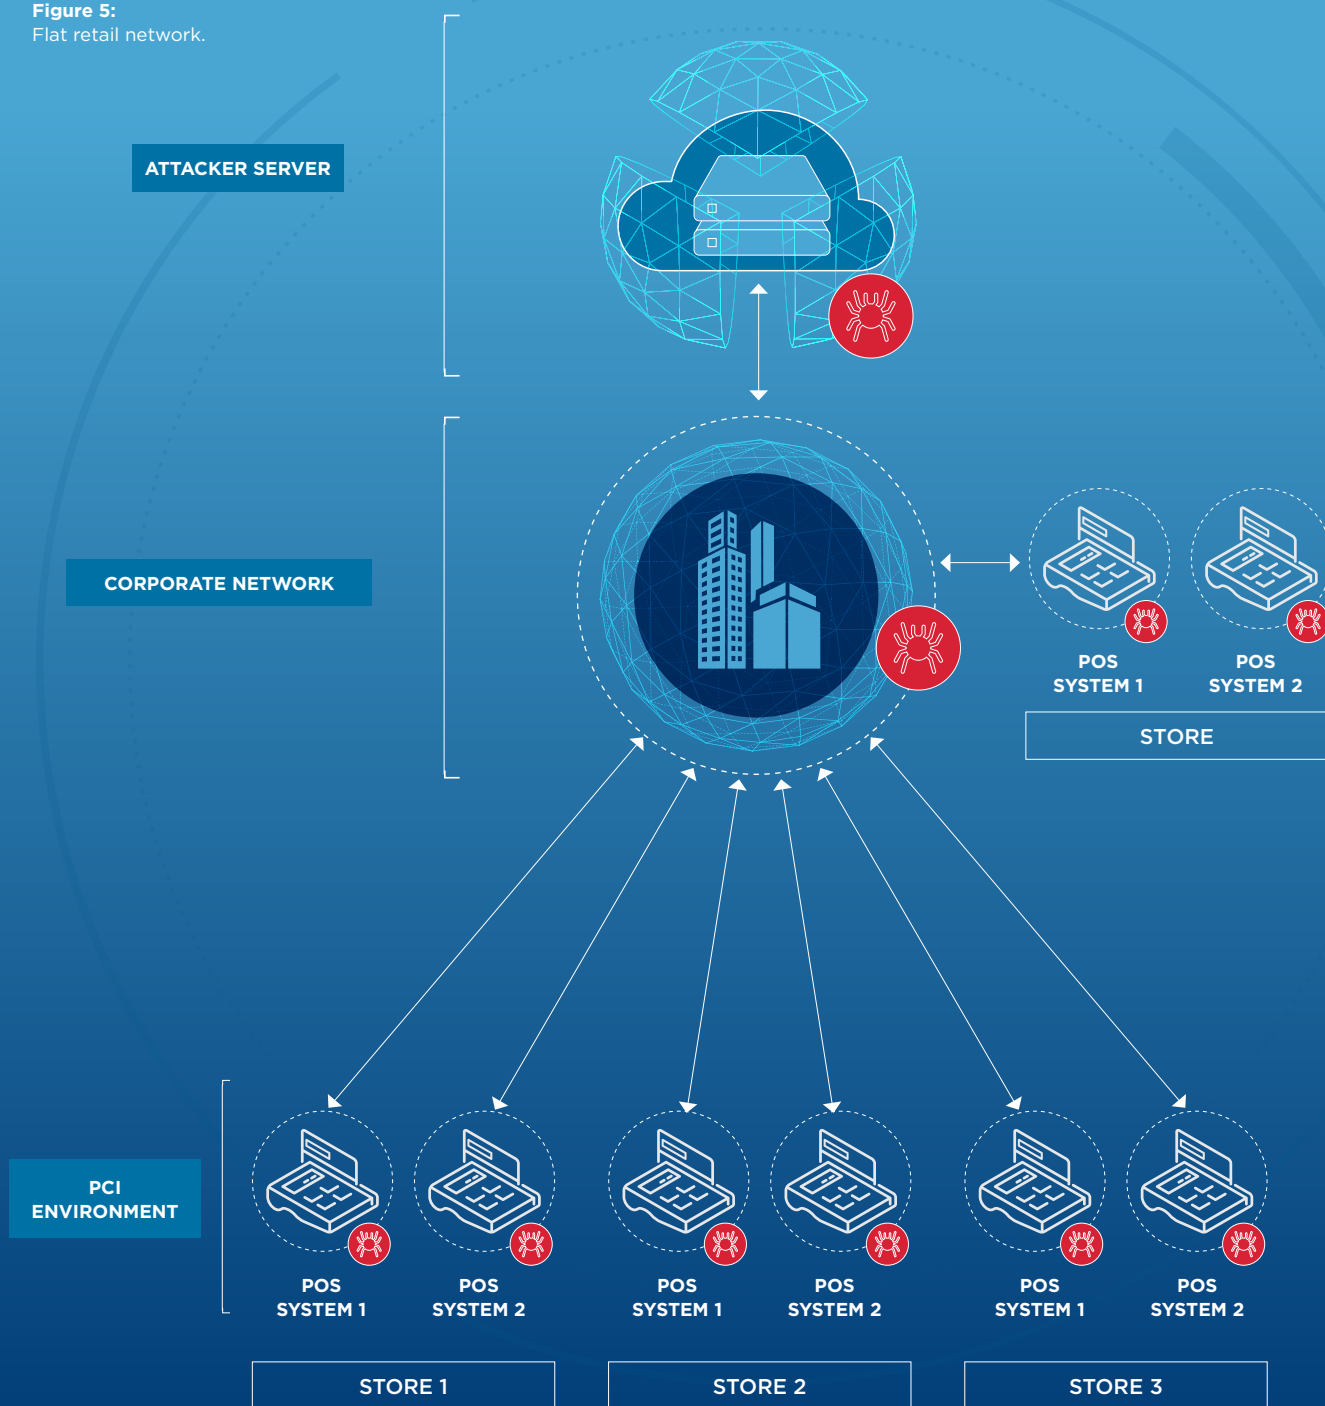 Figure 5:
Flat retail network.
ATTACKER SERVER
CORPORATE NETWORK
POS
SYSTEM 1
POS
SYSTEM 2
STORE
PCI
ENVIRONMENT
POS
SYSTEM 1
POS
SYSTEM 2
POS
SYSTEM 1
POS
SYSTEM 2
POS
SYSTEM 1
POS
SYSTEM 2
STORE 1
STORE 2
STORE 3